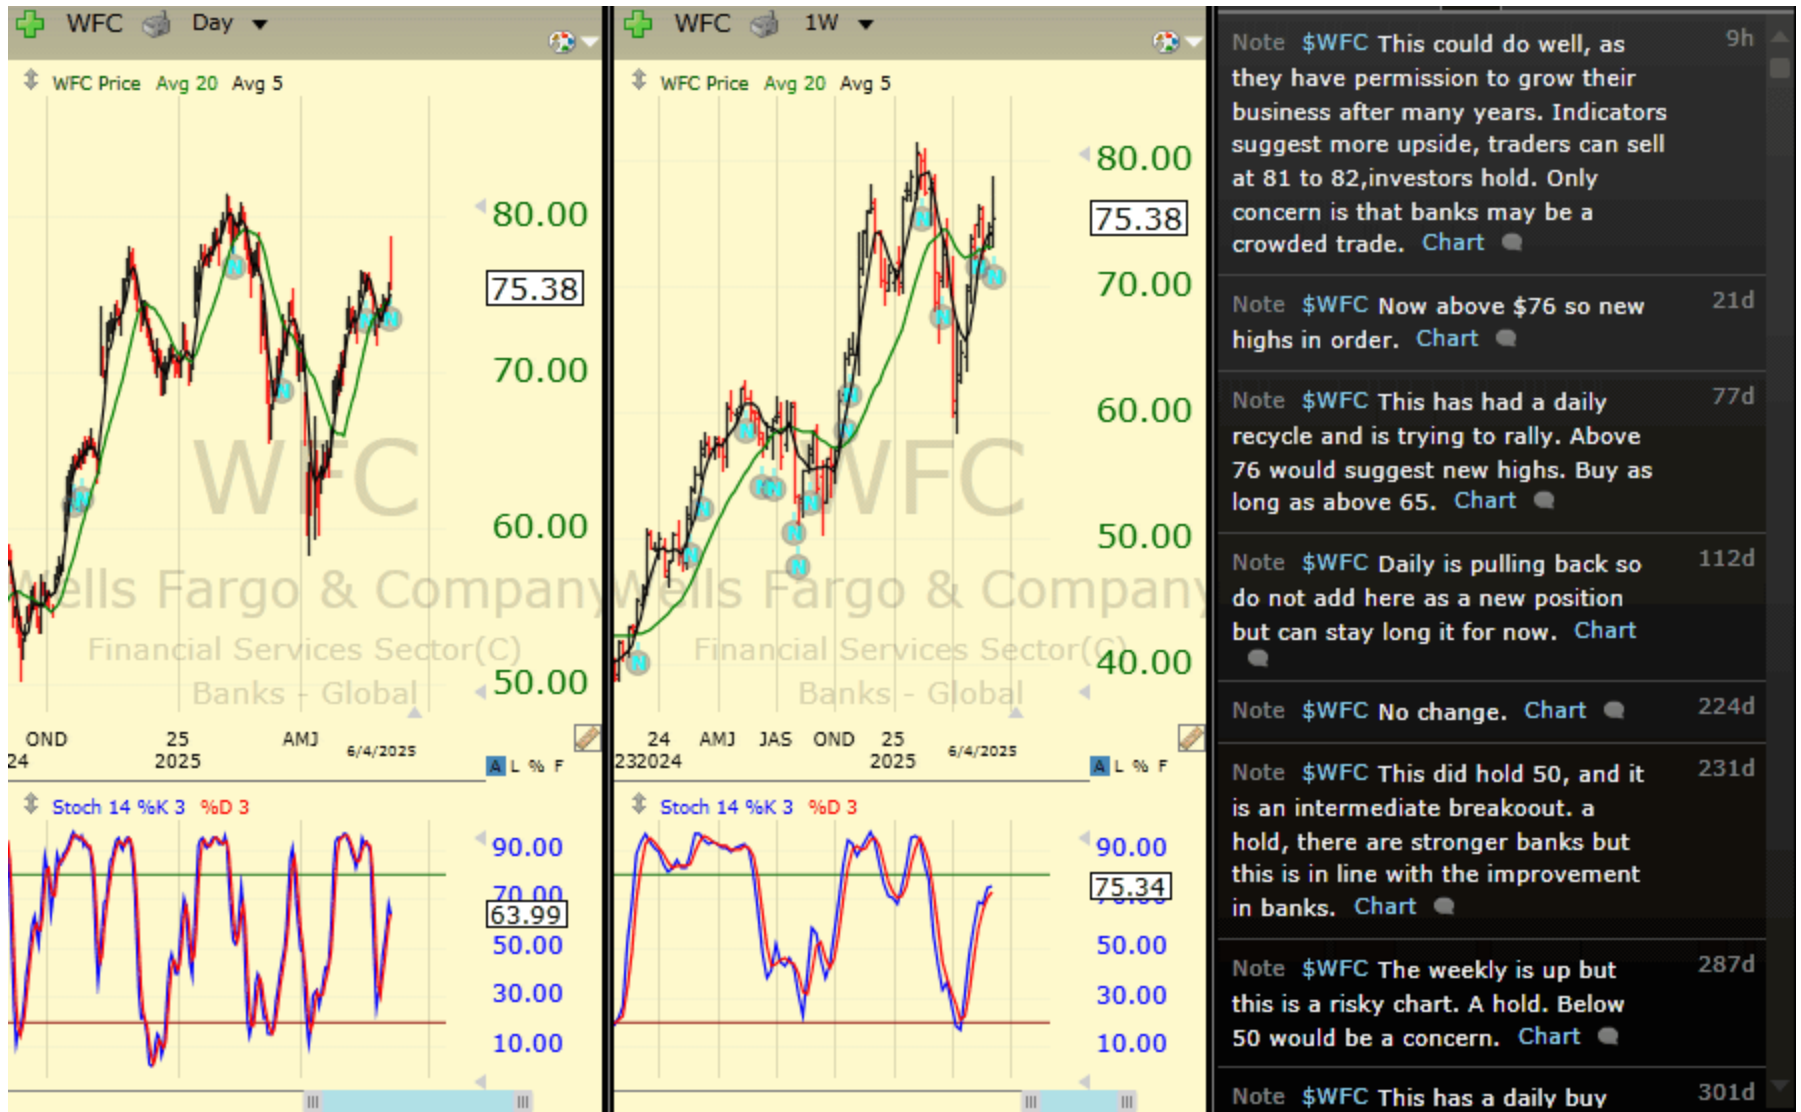 WFC Day
WFC Price Avg 20 Avg 5
80.00
75.38
70.00
60.00
50.00
WFC
Wells Fargo & Company
Financial Services Sector(C)
Banks - Global
OND 25 AMJ 6/4/2025
24 2025
A L % F
Stoch 14 %K 3 %D 3
90.00
70.00
63.99
50.00
30.00
10.00
N N N N N N
WFC 1W
WFC Price Avg 20 Avg 5
80.00
75.38
70.00
60.00
50.00
40.00
WFC
Wells Fargo & Company
Financial Services Sector(C)
Banks - Global
24 AMJ JAS OND 25 6/4/2025
232024 2025
A L % F
Stoch 14 %K 3 %D 3
90.00
75.34
50.00
30.00
10.00
N N N N N N N N N N N N N N N
Note $WFC This could do well, as 9h
they have permission to grow their
business after many years. Indicators
suggest more upside, traders can sell
at 81 to 82,investors hold. Only
concern is that banks may be a
crowded trade. Chart
Note $WFC Now above $76 so new 21d
highs in order. Chart
Note $WFC This has had a daily 77d
recycle and is trying to rally. Above
76 would suggest new highs. Buy as
long as above 65. Chart
Note $WFC Daily is pulling back so 112d
do not add here as a new position
but can stay long it for now. Chart
Note $WFC No change. Chart 224d
Note $WFC This did hold 50, and it 231d
is an intermediate breakoout. a
hold, there are stronger banks but
this is in line with the improvement
in banks. Chart
Note $WFC The weekly is up but 287d
this is a risky chart. A hold. Below
50 would be a concern. Chart
Note $WFC This has a daily buy 301d